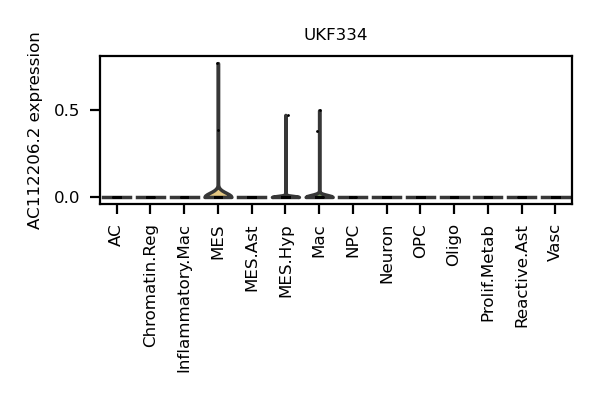 UKF334
AC112206.2 expression
0.5
0.0
AC
Chromatin.Reg
Inflammatory.Mac
MES
MES.Ast
MES.Hyp
Mac
NPC
Neuron
OPC
Oligo
Prolif.Metab
Reactive.Ast
Vasc